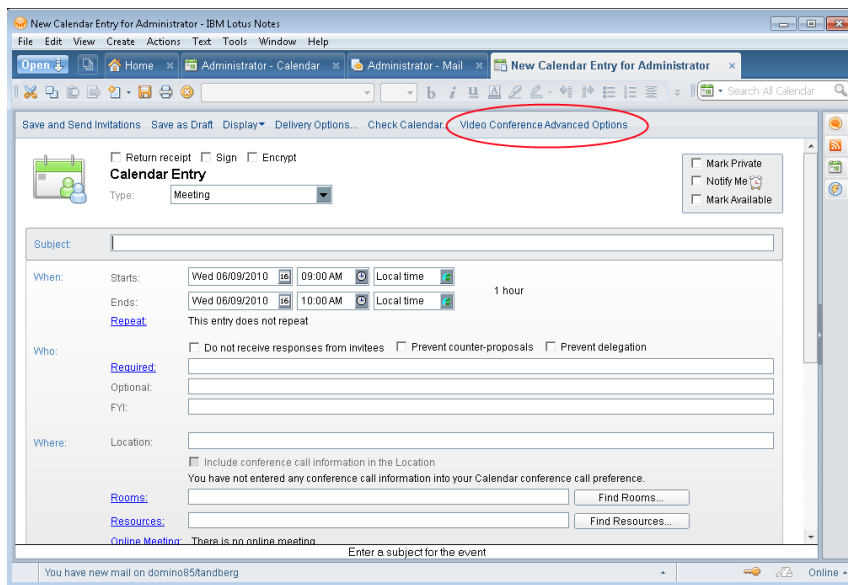 New Calendar Entry for Administrator - IBM Lotus Notes
File Edit View Create Actions Text Tools Window Help
Open Home × Administrator - Calendar × Administrator - Mail × New Calendar Entry for Administrator ×
b i u A Search All Calendar
Save and Send Invitations Save as Draft Display Delivery Options... Check Calendar. Video Conference Advanced Options
Return receipt Sign Encrypt
Mark Private
Calendar Entry
Notify Me
Type: Meeting
Mark Available
Subject:
When: Starts: Wed 06/09/2010 16 09:00 AM Local time
1 hour
Ends: Wed 06/09/2010 16 10:00 AM Local time
Repeat: This entry does not repeat
Who: Do not receive responses from invitees Prevent counter-proposals Prevent delegation
Required:
Optional:
FYI:
Where: Location:
Include conference call information in the Location
You have not entered any conference call information into your Calendar conference call preference.
Rooms: Find Rooms...
Resources: Find Resources...
Online Meeting: There is no online meeting
Enter a subject for the event
You have new mail on domino85/tandberg Online